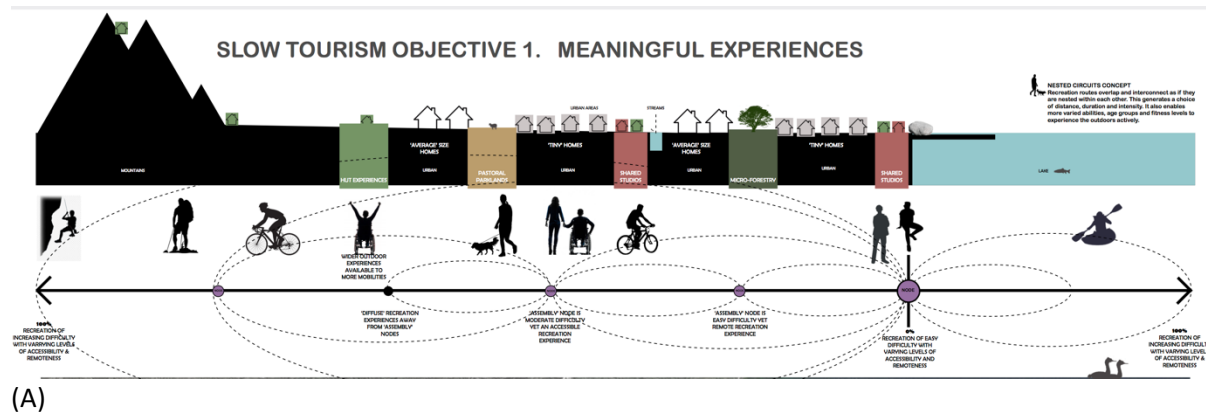 SLOW TOURISM OBJECTIVE 1. MEANINGFUL EXPERIENCES
NESTED CIRCUITS CONCEPT
Recreation routes overlap and interconnect as if they
are nested within each other. This generates a choice
of distance, duration and intensity. It also enables
more varied abilities, age groups and fitness levels to
experience the outdoors actively.
URBAN AREAS
STREAMS
'AVERAGE' SIZE
HOMES
'TINY' HOMES
'AVERAGE' SIZE
HOMES
'TINY' HOMES
MOUNTAINS
HUT EXPERIENCES
URBAN
PASTORAL
PARKLANDS
URBAN
SHARED
STUDIOS
URBAN
MICRO-FORESTRY
URBAN
SHARED
STUDIOS
LAKE
WIDER OUTDOOR
EXPERIENCES
AVAILABLE TO
MORE MOBILITIES
NODE
100%
RECREATION OF
INCREASING DIFFICULTY
WITH VARYING LEVELS
OF ACCESSIBILITY &
REMOTENESS
'DIFFUSE' RECREATION
EXPERIENCES AWAY
FROM 'ASSEMBLY'
NODES
'ASSEMBLY' NODE IS
MODERATE DIFFICULTY
YET AN ACCESSIBLE
RECREATION
EXPERIENCE
'ASSEMBLY' NODE IS
EASY DIFFICULTY YET
REMOTE RECREATION
EXPERIENCE
0%
RECREATION OF EASY
DIFFICULTY WITH
VARYING LEVELS OF
ACCESSIBILITY AND
REMOTENESS
100%
RECREATION OF
INCREASING DIFFICULT
WITH VARYING LEVEL
OF ACCESSIBILITY &
REMOTENESS
(A)